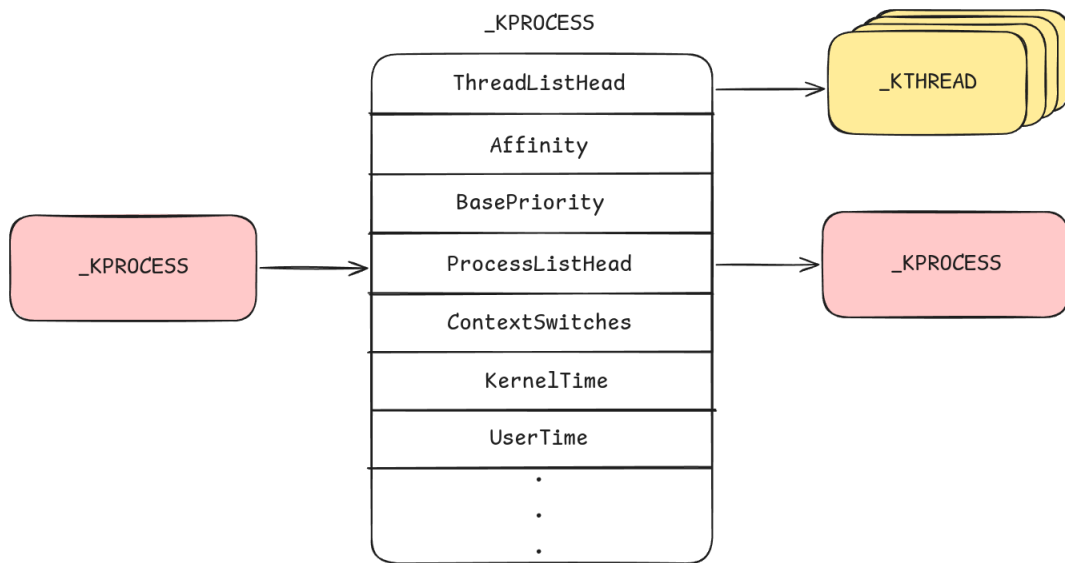 _KPROCESS
ThreadListHead
_KTHREAD
Affinity
BasePriority
_KPROCESS
ProcessListHead
_KPROCESS
ContextSwitches
KernelTime
UserTime
.
.
.